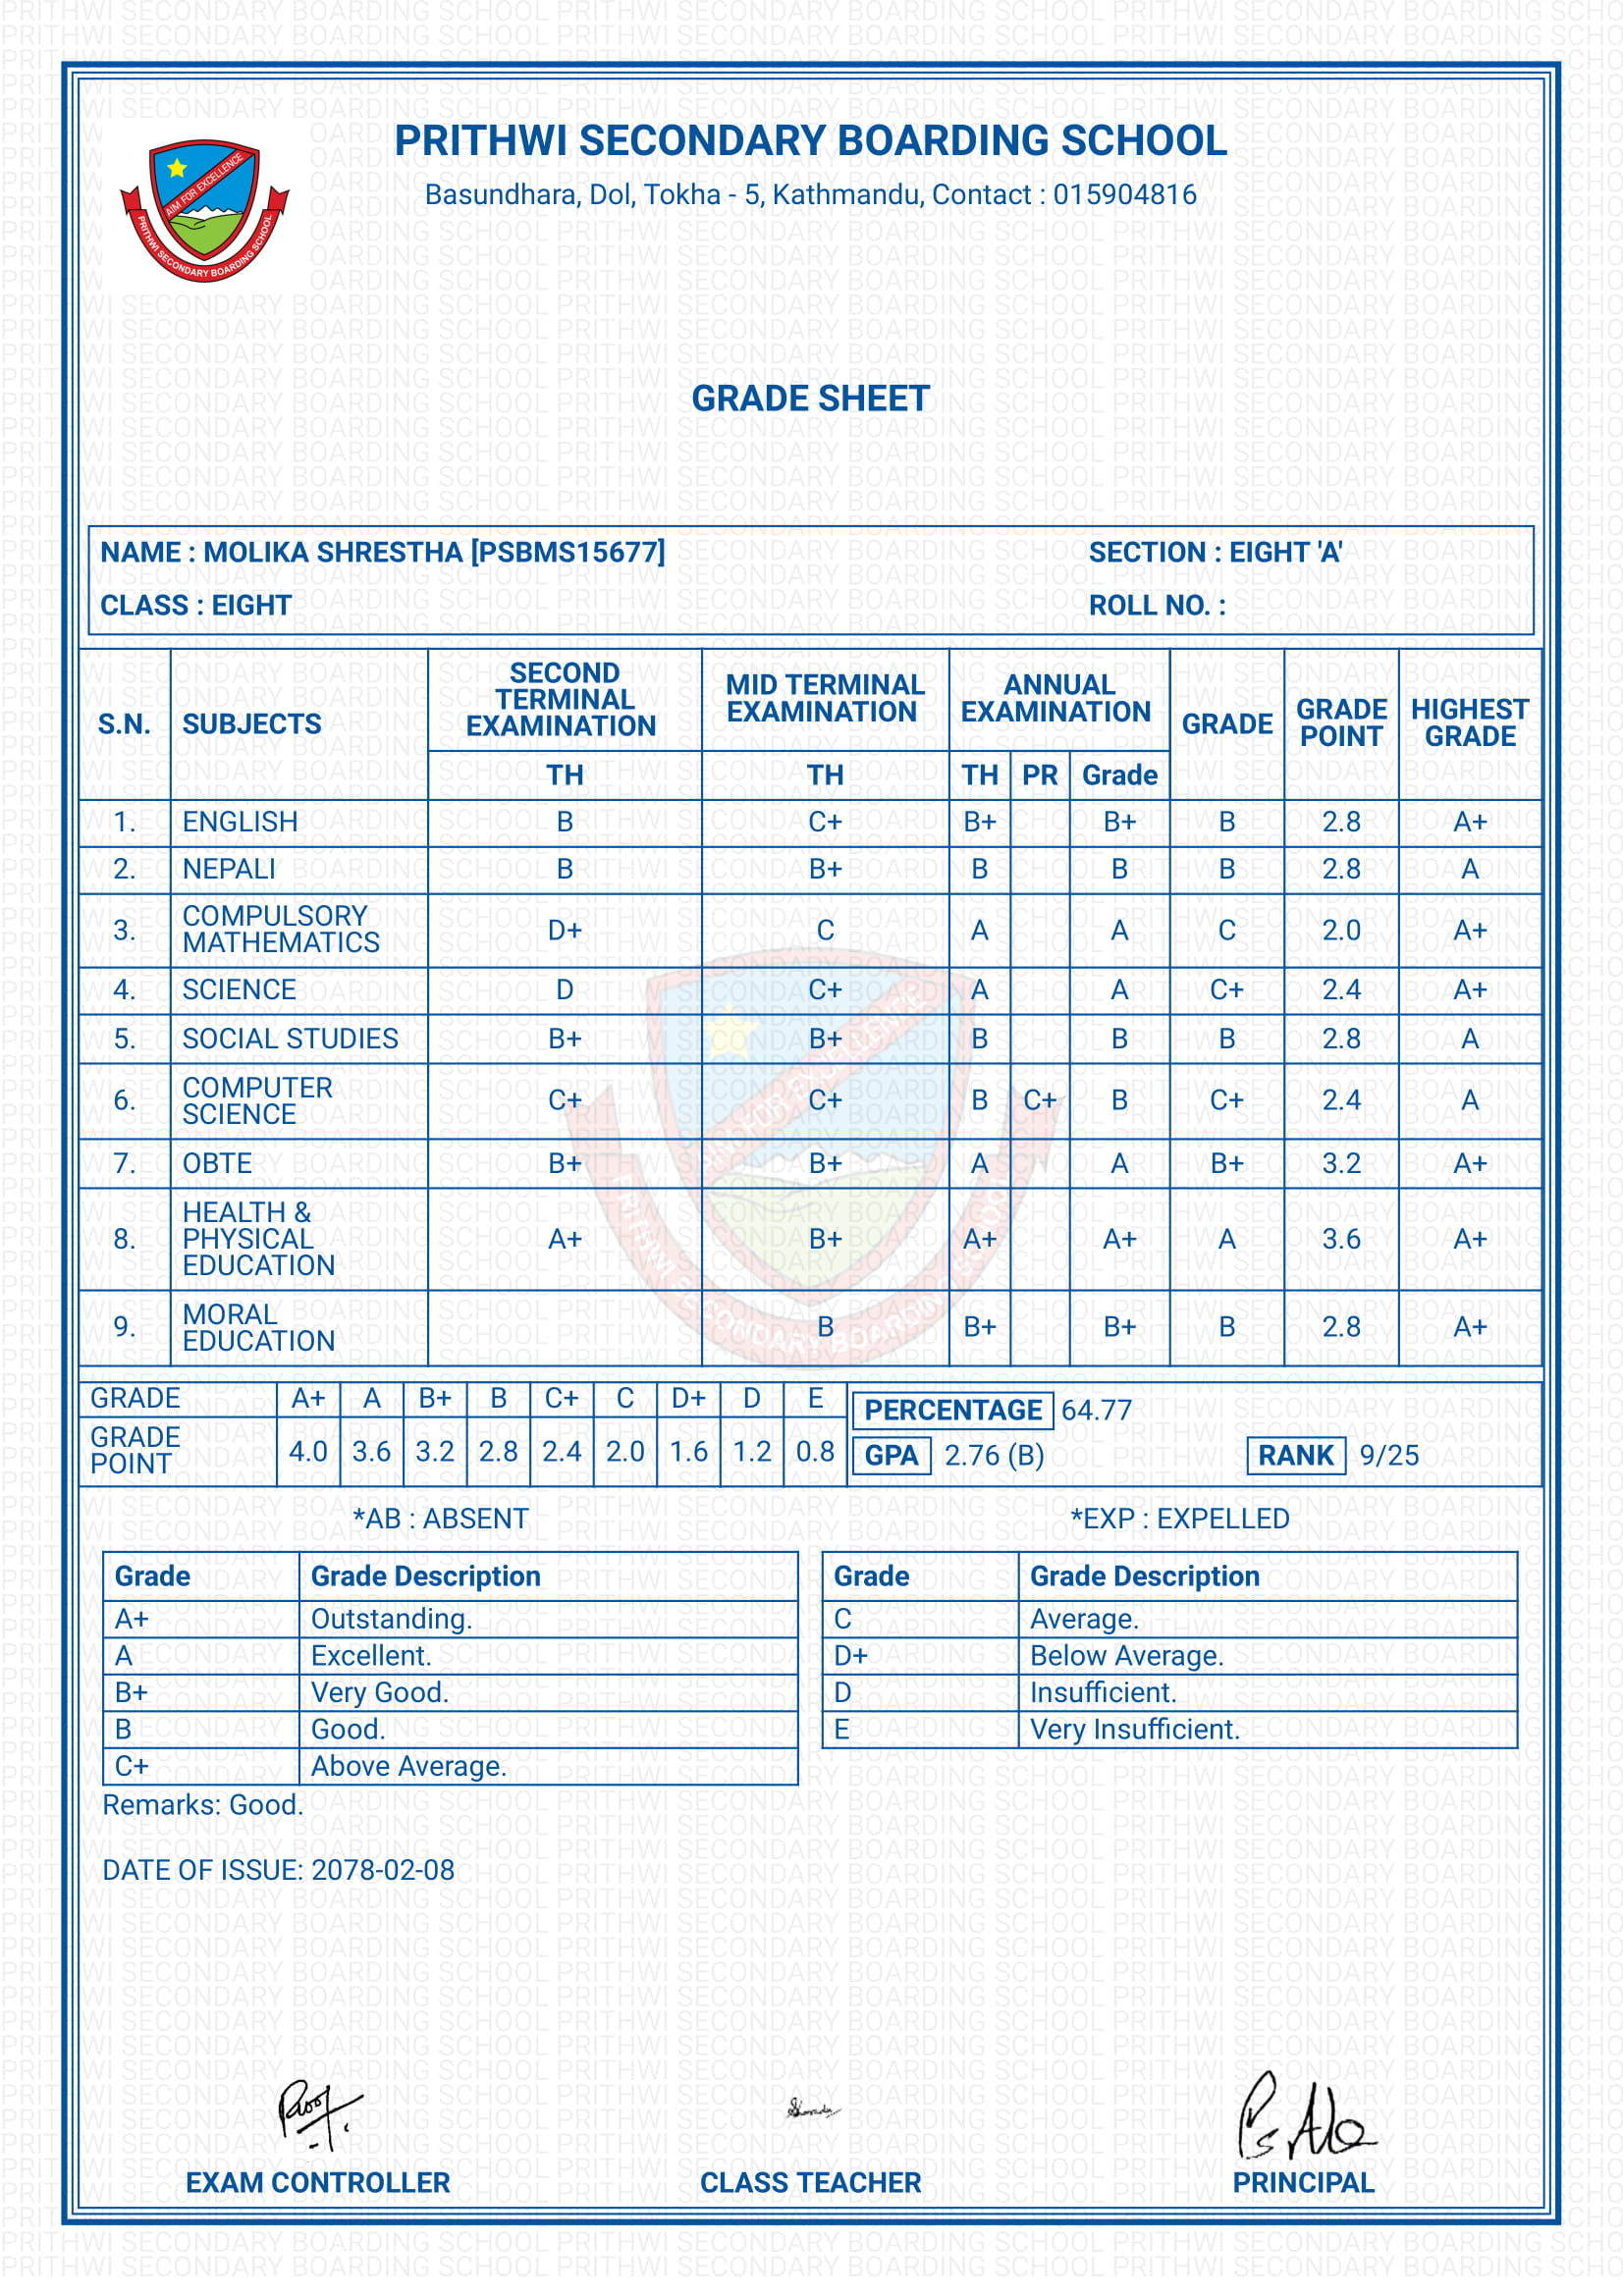 PRITHWI SECONDARY BOARDING SCHOOL
Basundhara, Dol, Tokha - 5, Kathmandu, Contact : 015904816
AIM FOR EXCELLENCE
PRITHWI SECONDARY BOARDING SCHOOL
GRADE SHEET
NAME : MOLIKA SHRESTHA [PSBMS15677] SECTION : EIGHT 'A'
CLASS : EIGHT ROLL NO. :
S.N. SUBJECTS SECOND TERMINAL EXAMINATION MID TERMINAL EXAMINATION ANNUAL EXAMINATION GRADE GRADE POINT HIGHEST GRADE
TH TH TH PR Grade
1. ENGLISH B C+ B+ B+ B 2.8 A+
2. NEPALI B B+ B B B 2.8 A
3. COMPULSORY MATHEMATICS D+ C A A C 2.0 A+
4. SCIENCE D C+ A A C+ 2.4 A+
5. SOCIAL STUDIES B+ B+ B B B 2.8 A
6. COMPUTER SCIENCE C+ C+ B C+ B C+ 2.4 A
7. OBTE B+ B+ A A B+ 3.2 A+
8. HEALTH & PHYSICAL EDUCATION A+ B+ A+ A+ A 3.6 A+
9. MORAL EDUCATION B B+ B+ B 2.8 A+
GRADE A+ A B+ B C+ C D+ D E
GRADE POINT 4.0 3.6 3.2 2.8 2.4 2.0 1.6 1.2 0.8
PERCENTAGE 64.77
GPA 2.76 (B) RANK 9/25
*AB : ABSENT *EXP : EXPELLED
Grade Grade Description
A+ Outstanding.
A Excellent.
B+ Very Good.
B Good.
C+ Above Average.
Grade Grade Description
C Average.
D+ Below Average.
D Insufficient.
E Very Insufficient.
Remarks: Good.
DATE OF ISSUE: 2078-02-08
EXAM CONTROLLER CLASS TEACHER PRINCIPAL